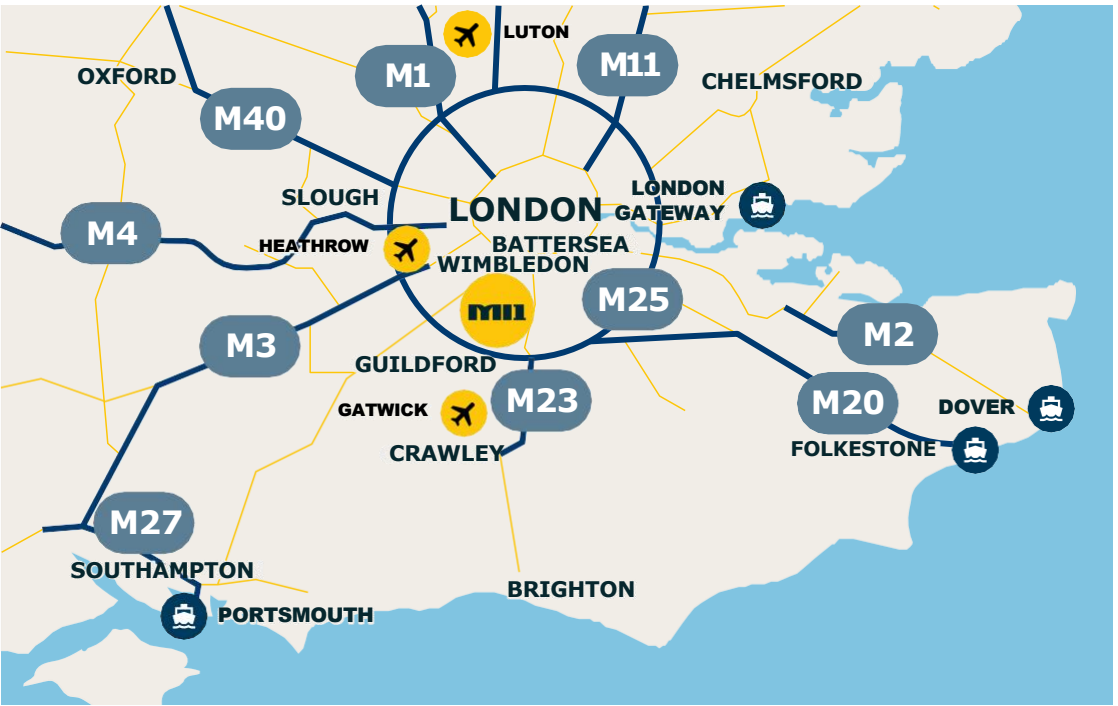 LUTON
M1
M11
OXFORD
CHELMSFORD
M40
LONDON
GATEWAY
SLOUGH
LONDON
M4
HEATHROW
BATTERSEA
WIMBLEDON
M25
M3
M2
GUILDFORD
M23
M20
GATWICK
DOVER
CRAWLEY
FOLKESTONE
M27
SOUTHAMPTON
BRIGHTON
PORTSMOUTH